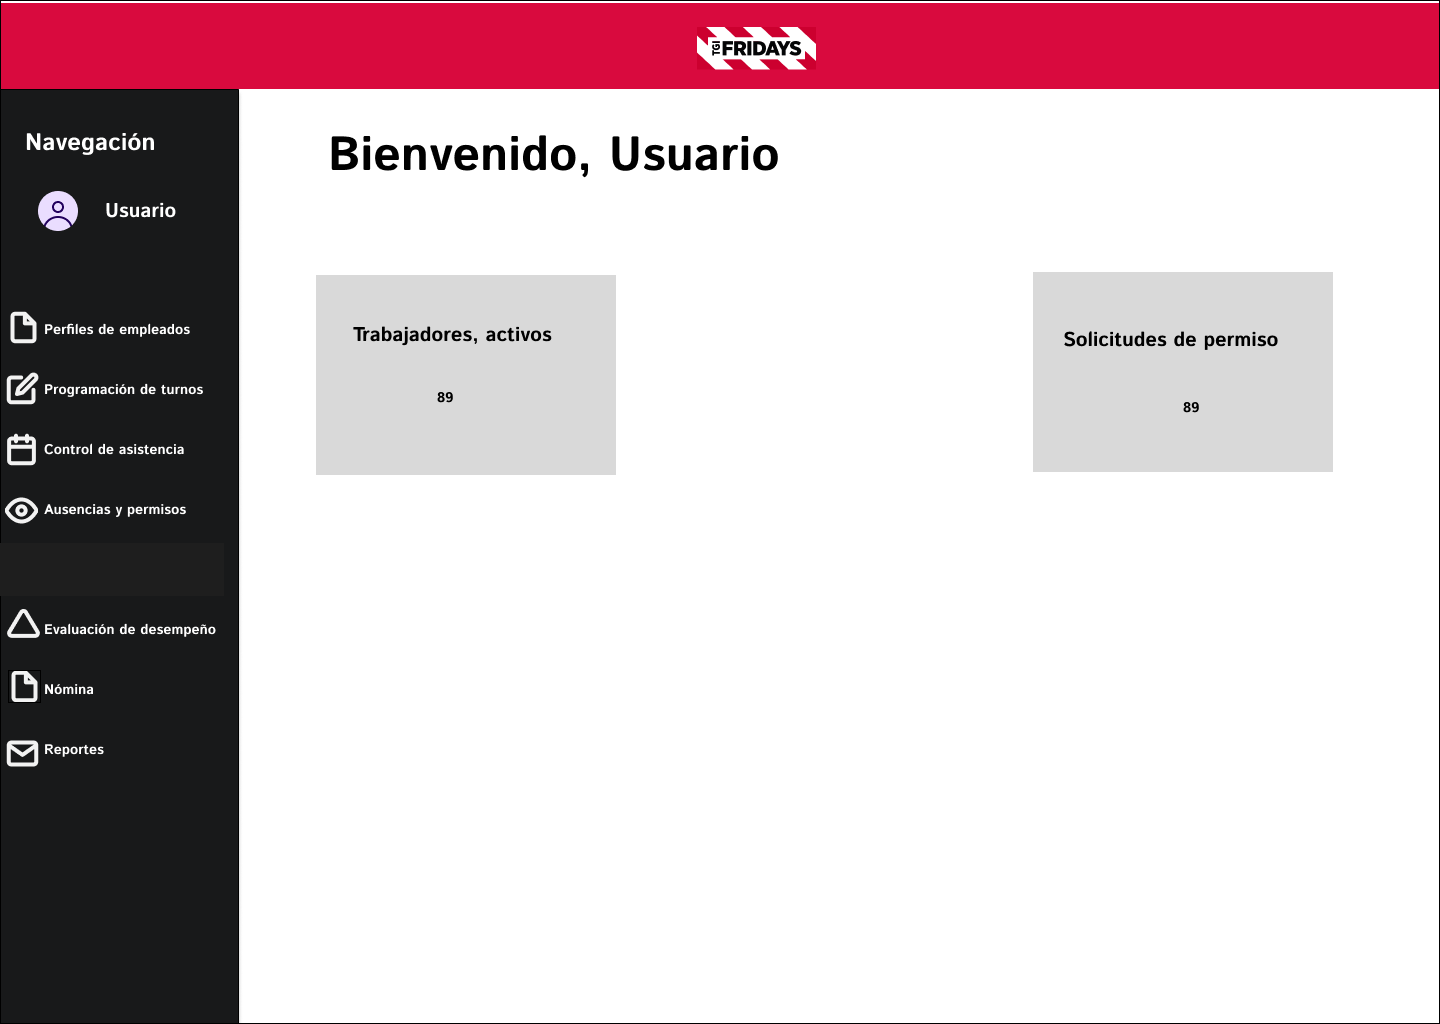 TGI FRIDAYS
Navegación
Usuario
Perfiles de empleados
Programación de turnos
Control de asistencia
Ausencias y permisos
Evaluación de desempeño
Nómina
Reportes
Bienvenido, Usuario
Trabajadores, activos
89
Solicitudes de permiso
89